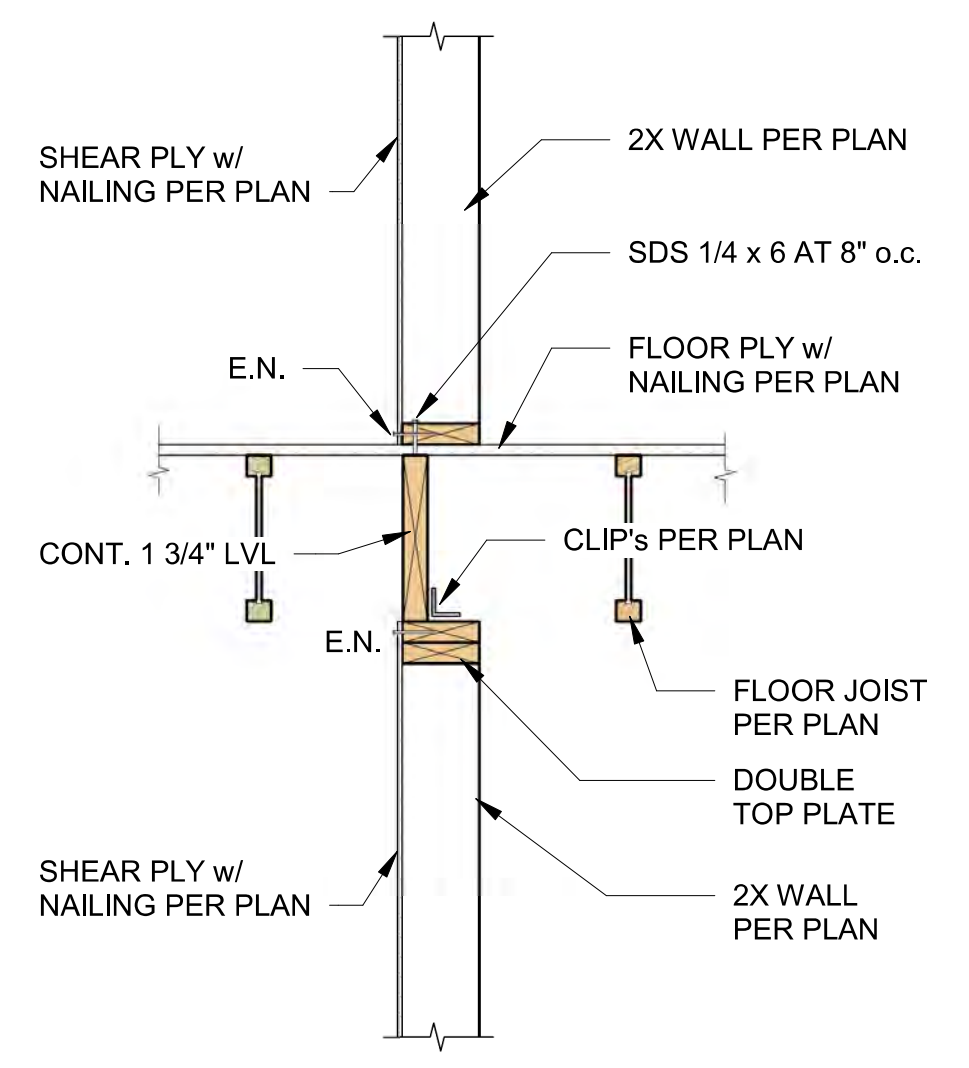 SHEAR PLY w/
NAILING PER PLAN
2X WALL PER PLAN
SDS 1/4 x 6 AT 8" o.c.
E.N.
FLOOR PLY w/
NAILING PER PLAN
CONT. 1 3/4" LVL
CLIP's PER PLAN
E.N.
FLOOR JOIST
PER PLAN
DOUBLE
TOP PLATE
SHEAR PLY w/
NAILING PER PLAN
2X WALL
PER PLAN